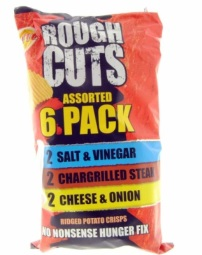 ROUGH
CUTS
ASSORTED
6 PACK
2 SALT & VINEGAR
2 CHARGRILLED STEAK
2 CHEESE & ONION
RIDGED POTATO CRISPS
NO NONSENSE HUNGER FIX